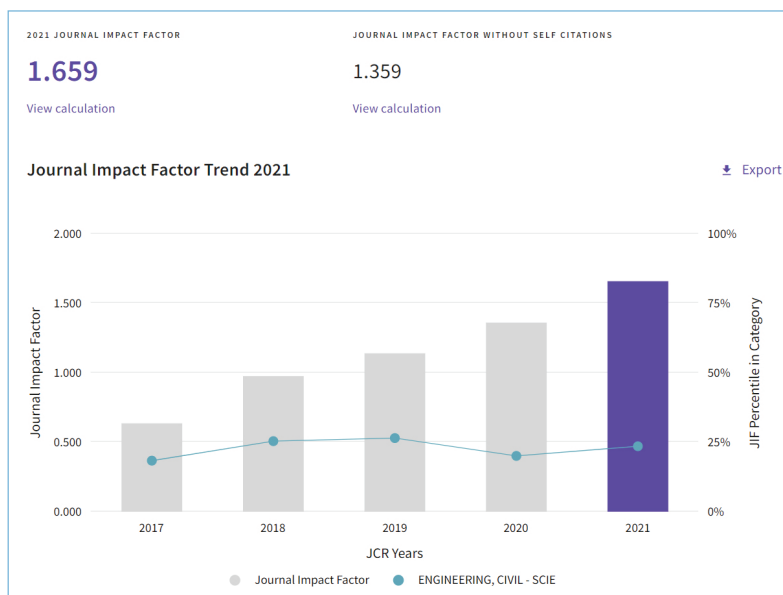 2021 JOURNAL IMPACT FACTOR
JOURNAL IMPACT FACTOR WITHOUT SELF CITATIONS
1.659
1.359
View calculation
View calculation
Journal Impact Factor Trend 2021
Export
2.000
100%
1.500
75%
1.000
50%
0.500
25%
0.000
0%
Journal Impact Factor
JIF Percentile in Category
2017
2018
2019
2020
2021
JCR Years
Journal Impact Factor
ENGINEERING, CIVIL - SCIE